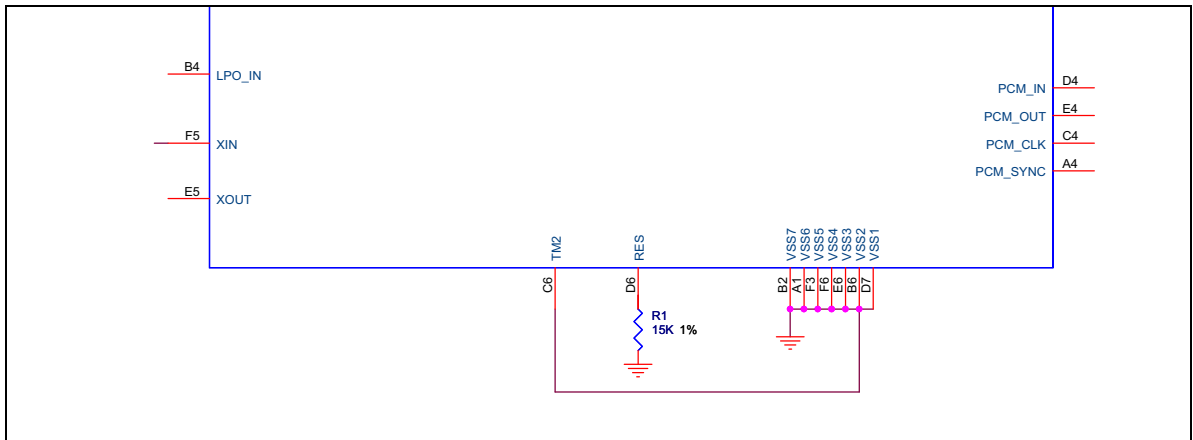 B4
LPO_IN
D4
PCM_IN
E4
PCM_OUT
F5
XIN
C4
PCM_CLK
A4
PCM_SYNC
E5
XOUT
TM2
RES
VSS7
VSS6
VSS5
VSS4
VSS3
VSS2
VSS1
C6
D6
B2
A1
F3
F6
E6
B6
D7
R1
15K 1%